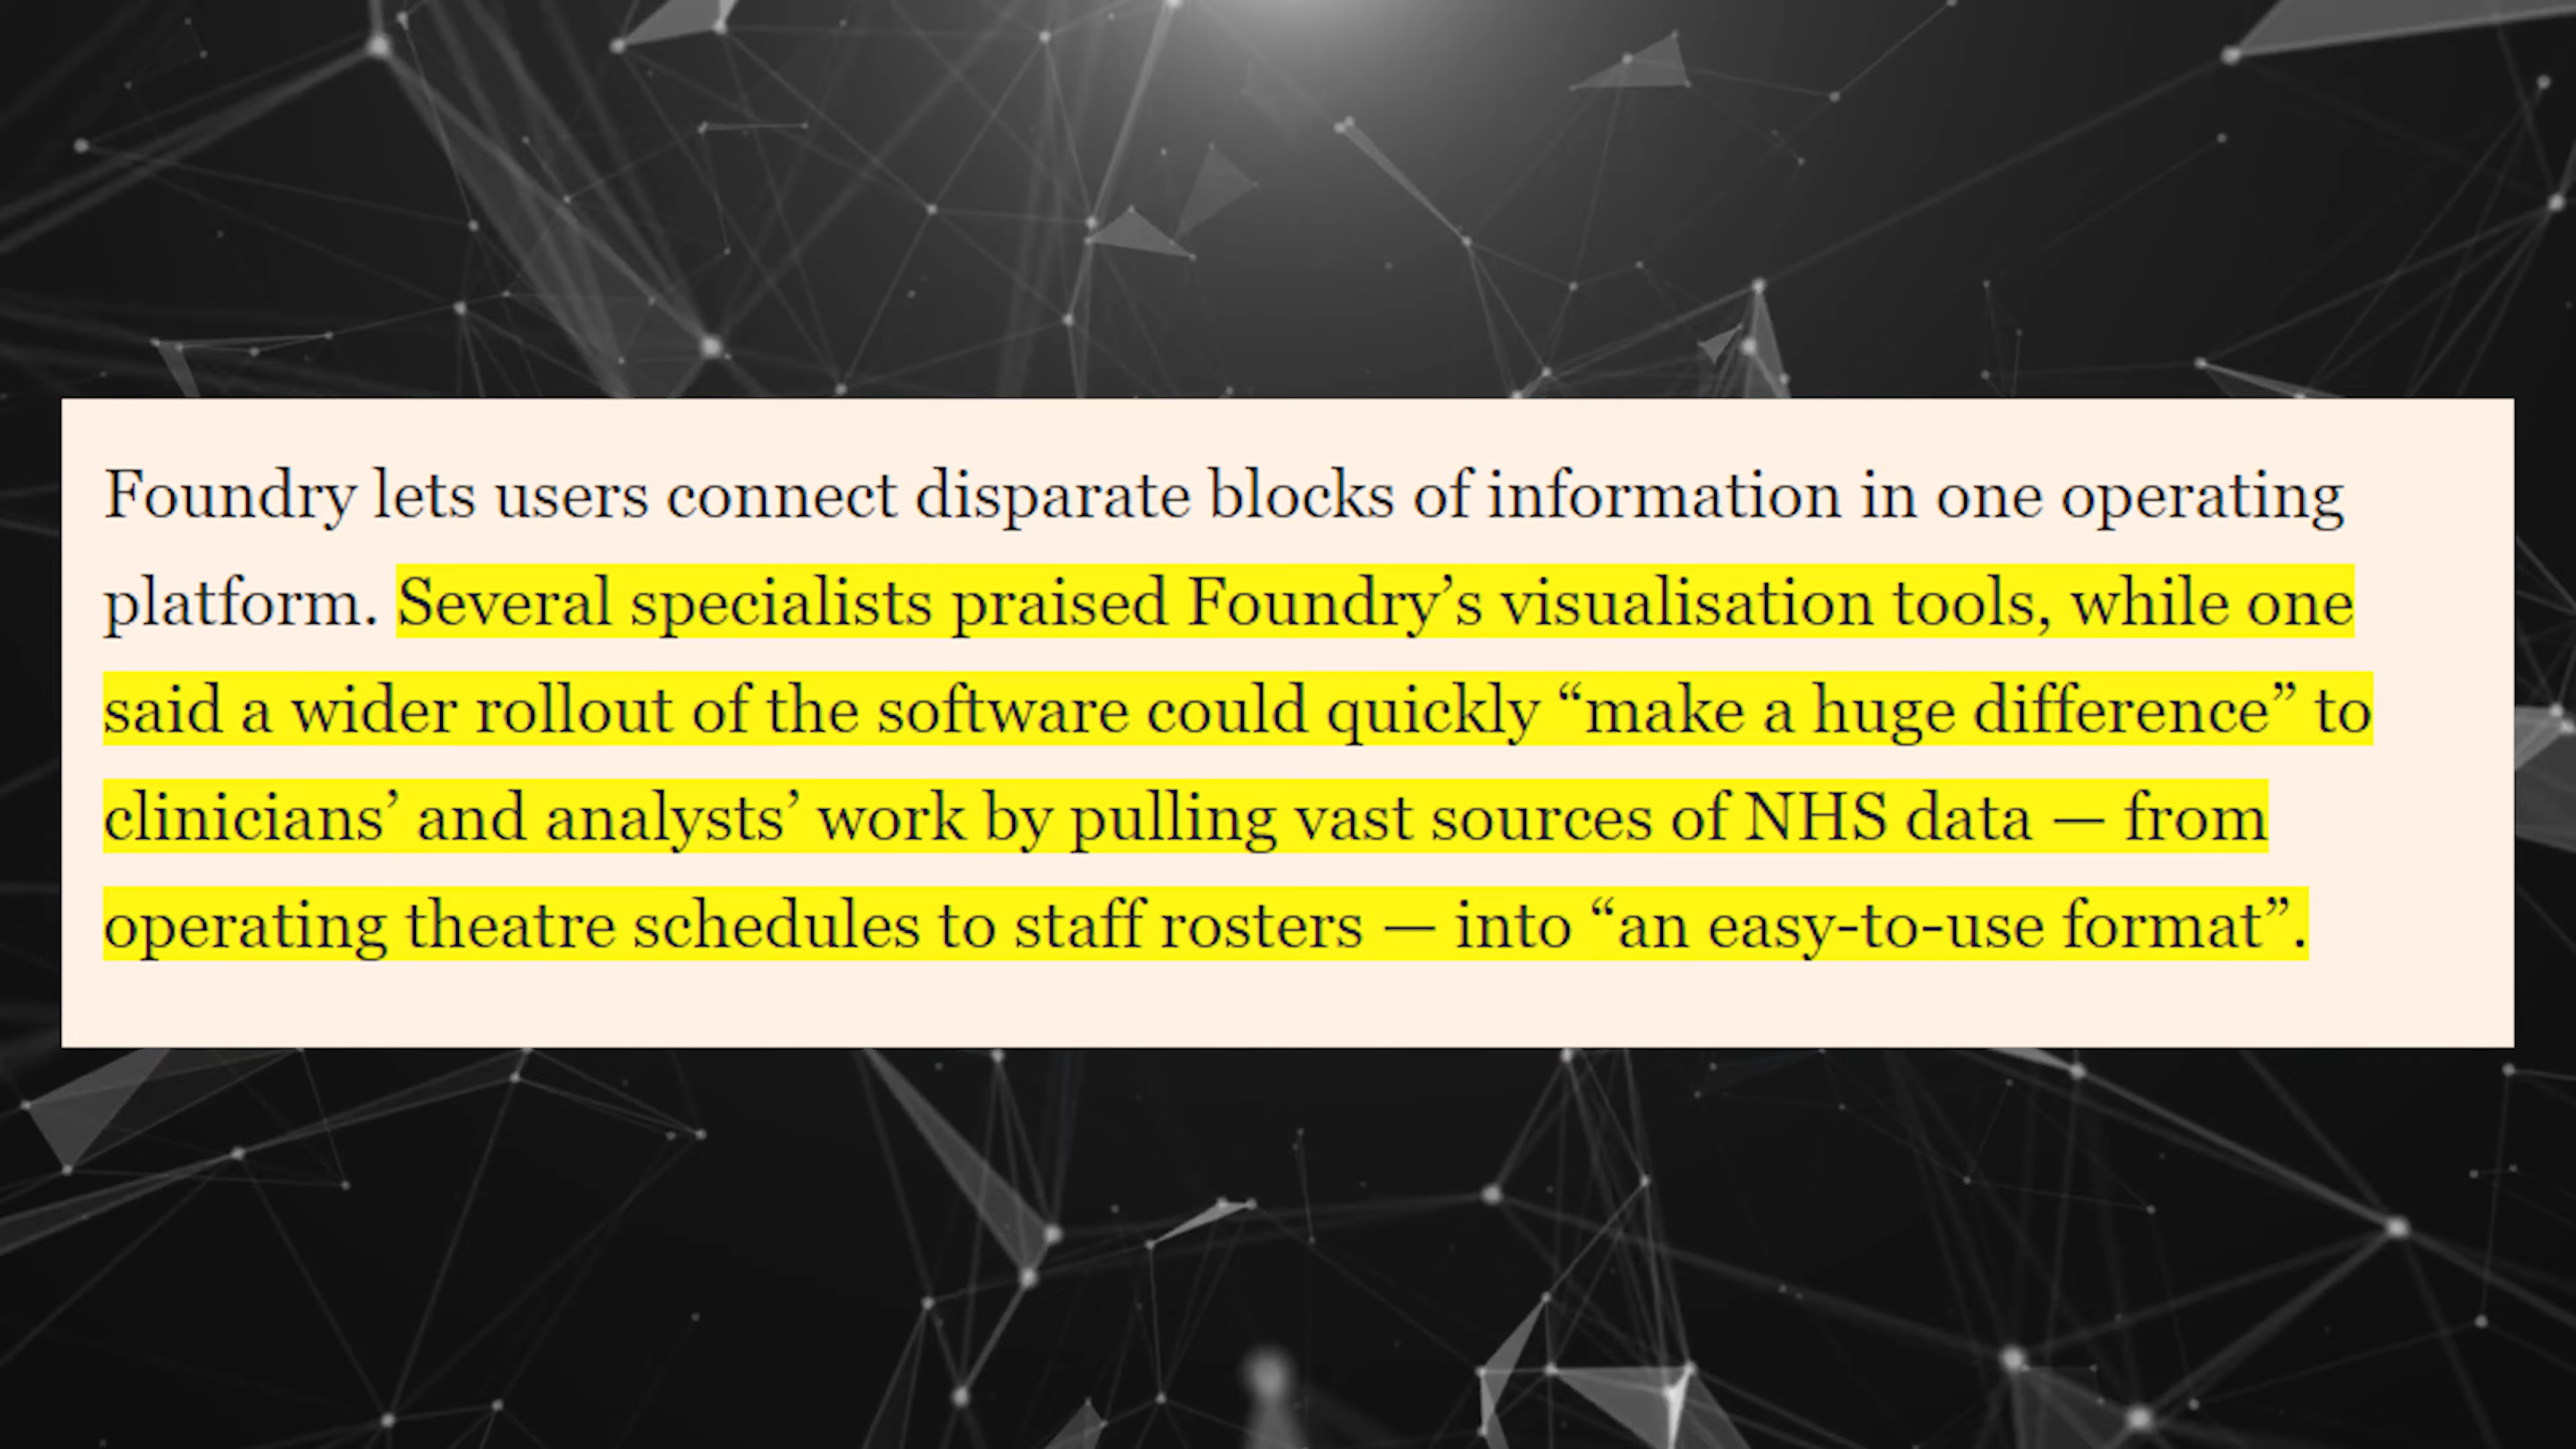 Foundry lets users connect disparate blocks of information in one operating
platform. Several specialists praised Foundry’s visualisation tools, while one
said a wider rollout of the software could quickly “make a huge difference” to
clinicians’ and analysts’ work by pulling vast sources of NHS data — from
operating theatre schedules to staff rosters — into “an easy-to-use format”.